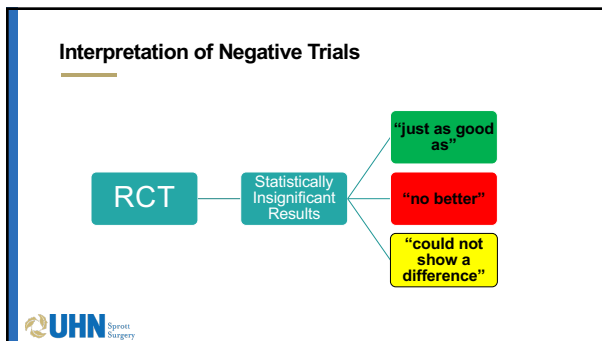 Interpretation of Negative Trials
RCT
Statistically
Insignificant
Results
“just as good
as”
“no better”
“could not
show a
difference”
UHN Sprott
Surgery